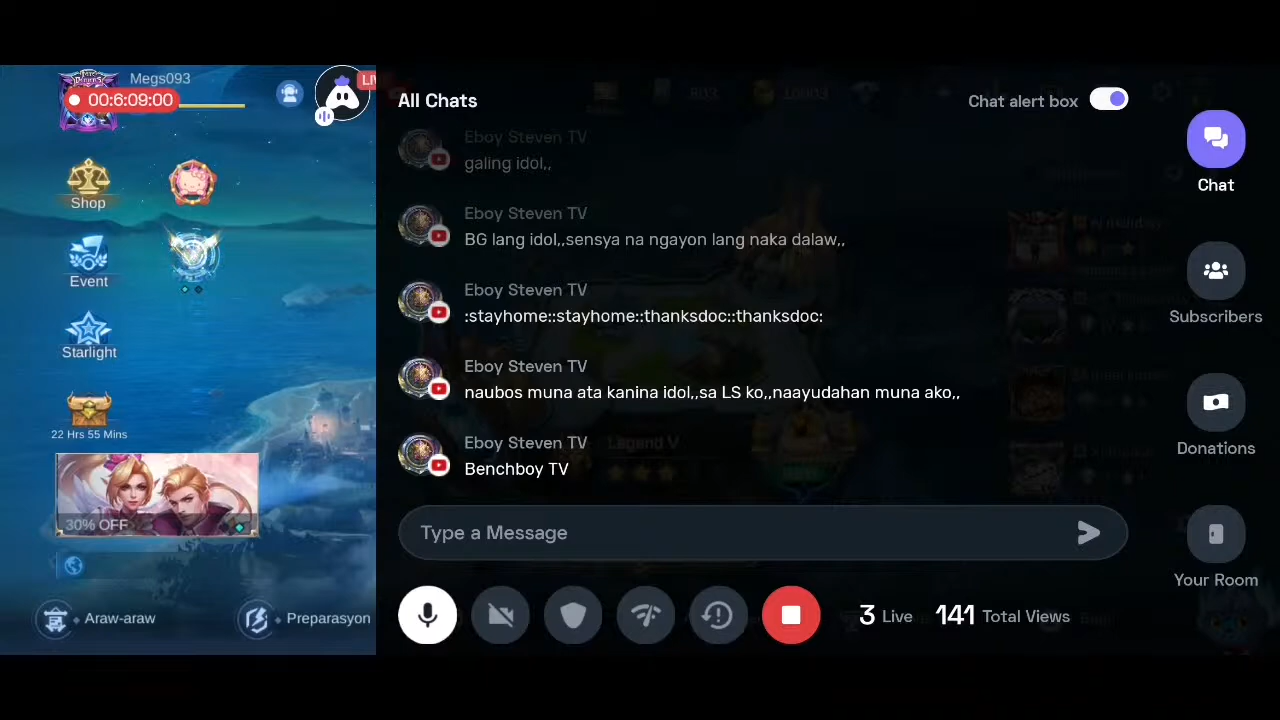 Megs093
LIV
00:6:09:00
Shop
Event
Starlight
22 Hrs 55 Mins
30% OFF
Araw-araw
Preparasyon
All Chats
Chat alert box
Eboy Steven TV
galing idol,,
Eboy Steven TV
BG lang idol,,sensya na ngayon lang naka dalaw,,
Eboy Steven TV
:stayhome::stayhome::thanksdoc::thanksdoc:
Eboy Steven TV
naubos muna ata kanina idol,,sa LS ko,,naayudahan muna ako,,
Legend V
Eboy Steven TV
Benchboy TV
Type a Message
3 Live 141 Total Views
Chat
Subscribers
Donations
Your Room